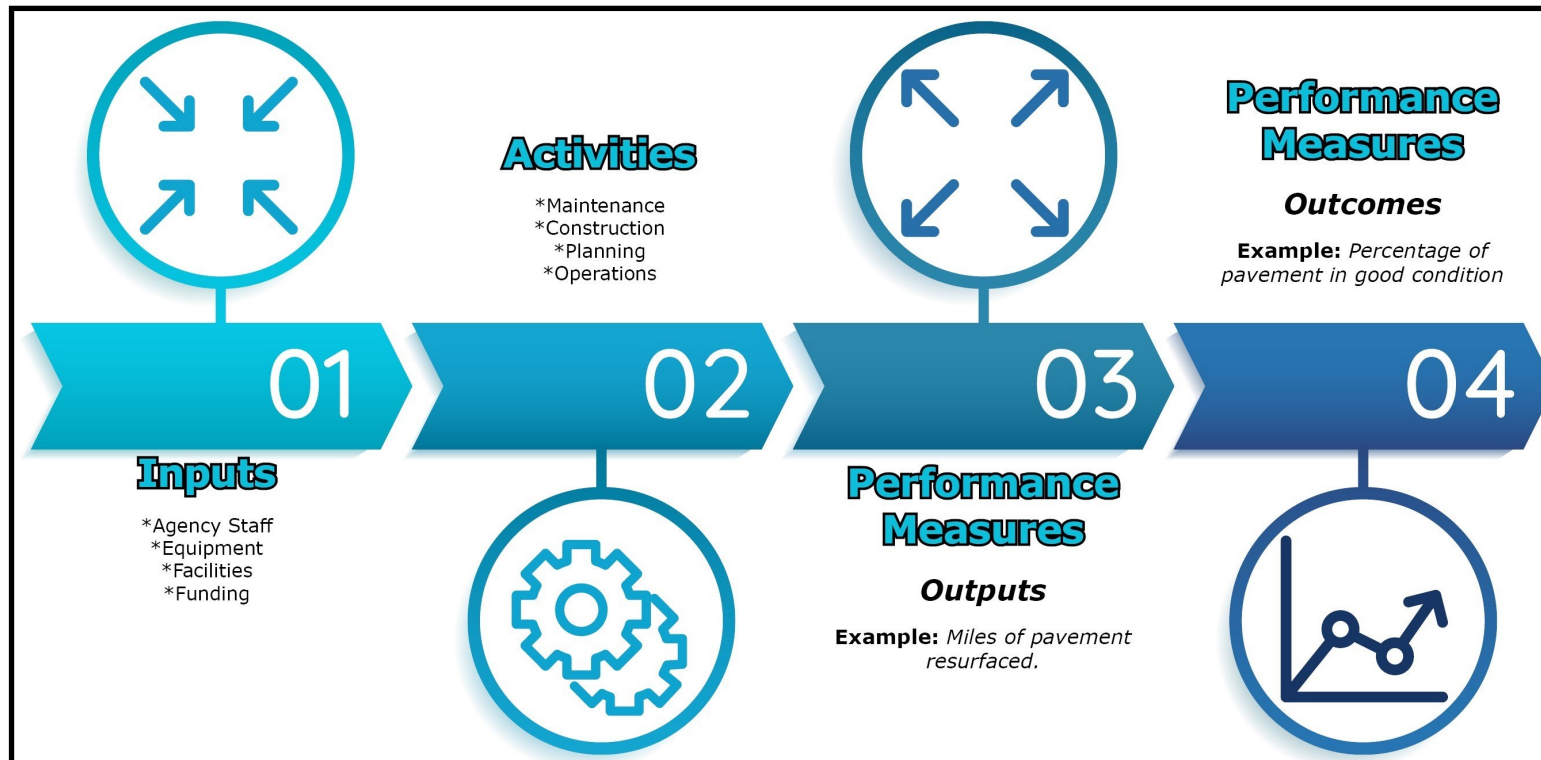 01
Inputs
*Agency Staff
*Equipment
*Facilities
*Funding
Activities
*Maintenance
*Construction
*Planning
*Operations
02
03
Performance
Measures
Outputs
Example: Miles of pavement
resurfaced.
Performance
Measures
Outcomes
Example: Percentage of
pavement in good condition
04